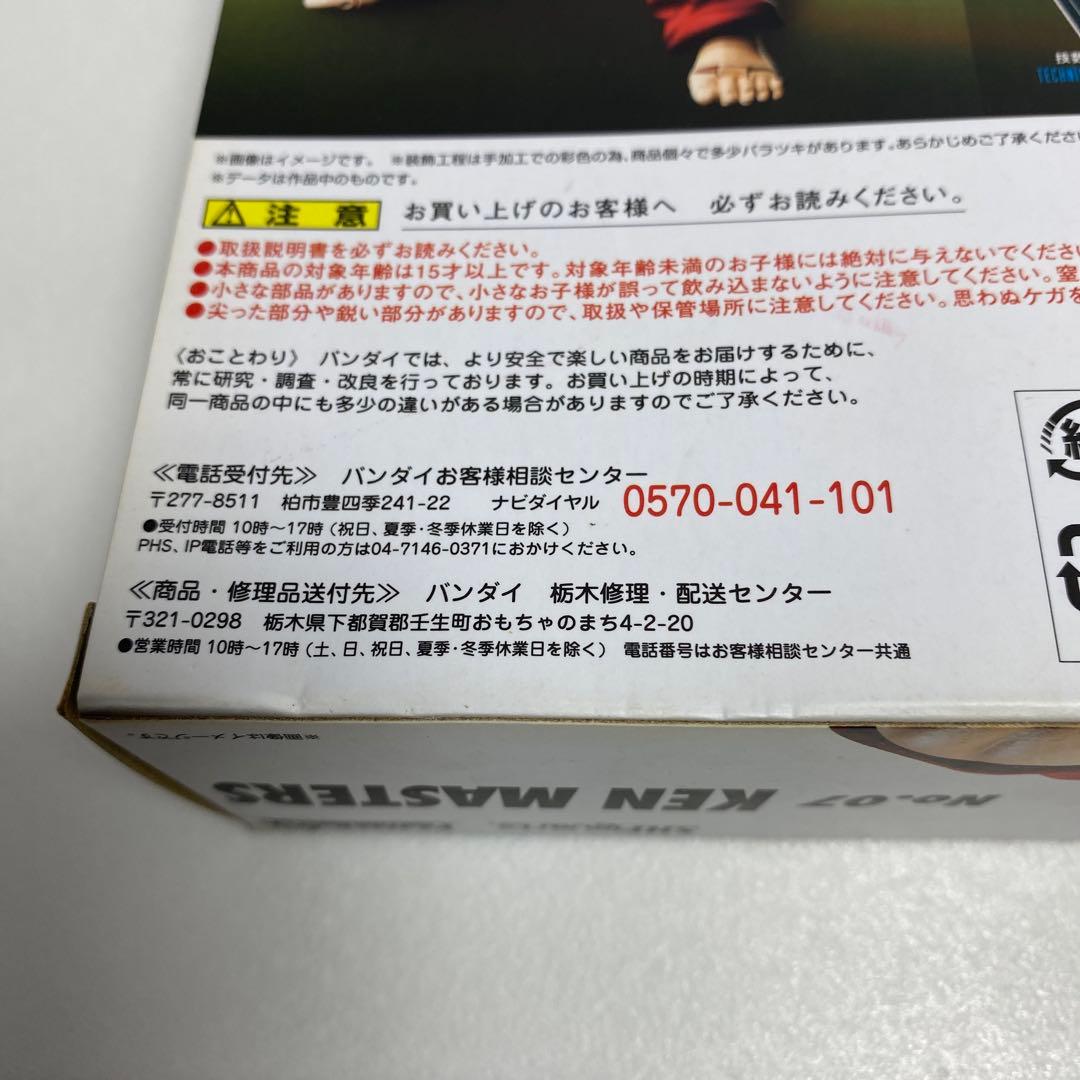 技
TECHNI
※画像はイメージです。 ※装飾工程は手加工での彩色の為、商品個々で多少バラツキがあります。あらかじめご了承くださ
※データは作品中のものです。
注 意 お買い上げのお客様へ 必ずお読みください。
●取扱説明書を必ずお読みください。
●本商品の対象年齢は15才以上です。対象年齢未満のお子様には絶対に与えないでくださ
●小さな部品がありますので、小さなお子様が誤って飲み込まないように注意してください。窒
●尖った部分や鋭い部分がありますので、取扱や保管場所に注意してください。思わぬケガを
〈おことわり〉 バンダイでは、より安全で楽しい商品をお届けするために、
常に研究・調査・改良を行っております。お買い上げの時期によって、
同一商品の中にも多少の違いがある場合がありますのでご了承ください。
≪電話受付先≫ バンダイお客様相談センター
〒277-8511 柏市豊四季241-22 ナビダイヤル 0570-041-101
●受付時間 10時〜17時 (祝日、夏季・冬季休業日を除く)
PHS、IP電話等をご利用の方は04-7146-0371におかけください。
≪商品・修理品送付先≫ バンダイ 栃木修理・配送センター
〒321-0298 栃木県下都賀郡壬生町おもちゃのまち4-2-20
●営業時間 10時〜17時 (土、日、祝日、夏季・冬季休業日を除く) 電話番号はお客様相談センター共通
※画像はイメージです。
No.07 KEN MASTERS